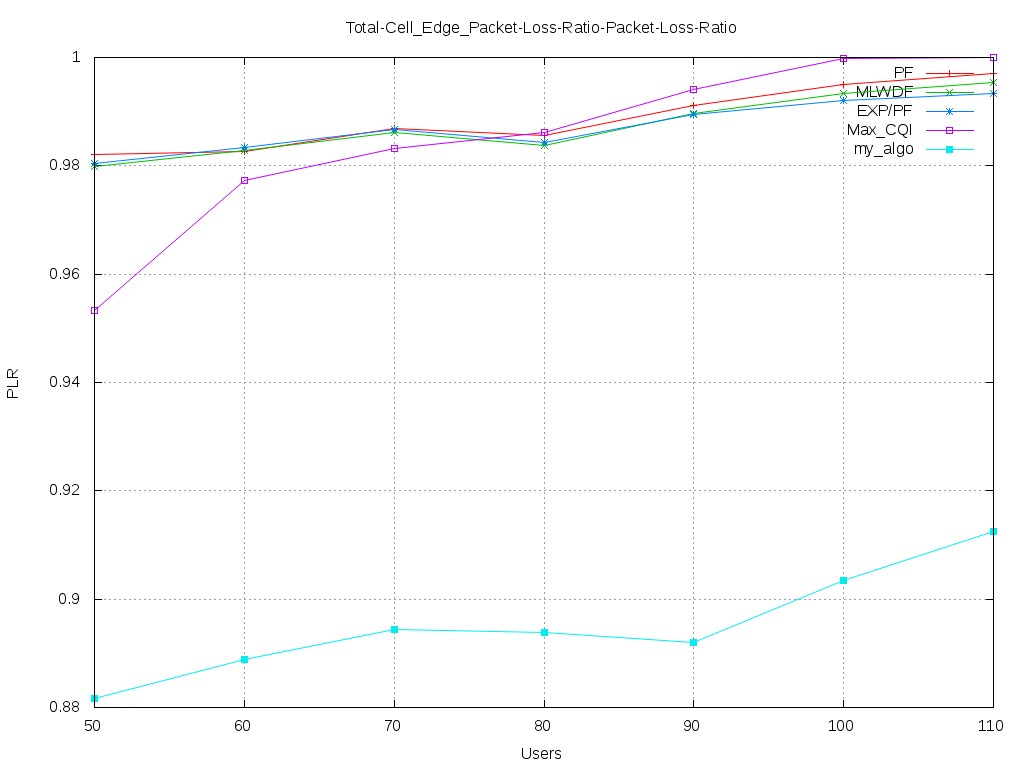 Total-Cell_Edge_Packet-Loss-Ratio-Packet-Loss-Ratio
1
0.98
0.96
0.94
0.92
0.9
0.88
PLR
PF
MLWDF
EXP/PF
Max_CQI
my_algo
50 60 70 80 90 100 110
Users